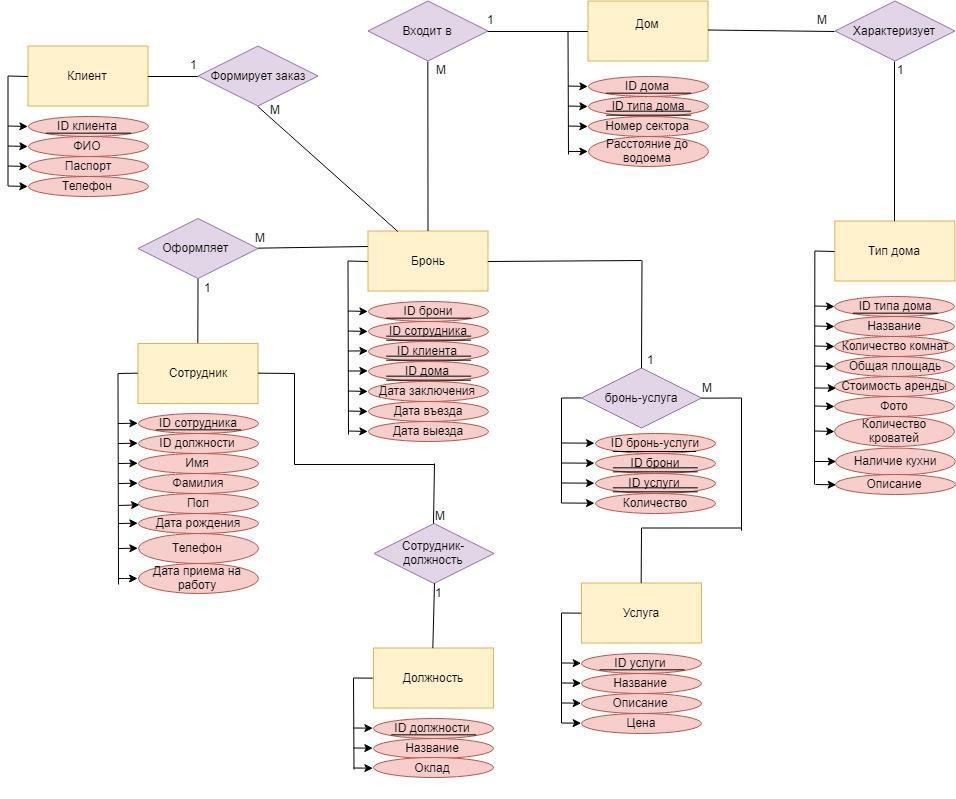 Клиент
1
Формирует заказ
М
ID клиента
ФИО
Паспорт
Телефон
Входит в
1
М
Дом
ID дома
ID типа дома
Номер сектора
Расстояние до
водоема
М
Характеризует
1
Тип дома
ID типа дома
Название
Количество комнат
Общая площадь
Стоимость аренды
Фото
Количество
кроватей
Наличие кухни
Описание
Оформляет
М
1
Бронь
ID брони
ID сотрудника
ID клиента
ID дома
Дата заключения
Дата въезда
Дата выезда
Сотрудник
ID сотрудника
ID должности
Имя
Фамилия
Пол
Дата рождения
Телефон
Дата приема на
работу
1
бронь-услуга
М
ID бронь-услуги
ID брони
ID услуги
Количество
М
Сотрудник-
должность
1
Должность
ID должности
Название
Оклад
Услуга
ID услуги
Название
Описание
Цена